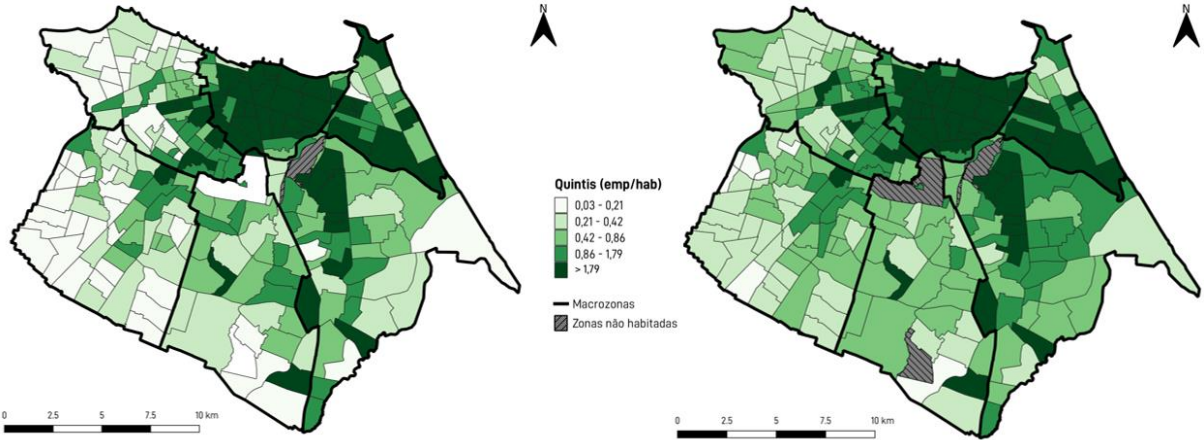 N
N
Quintis (emp/hab)
0,03 - 0,21
0,21 - 0,42
0,42 - 0,86
0,86 - 1,79
> 1,79
Macrozonas
Zonas não habitadas
0 2.5 5 7.5 10 km
0 2.5 5 7.5 10 km